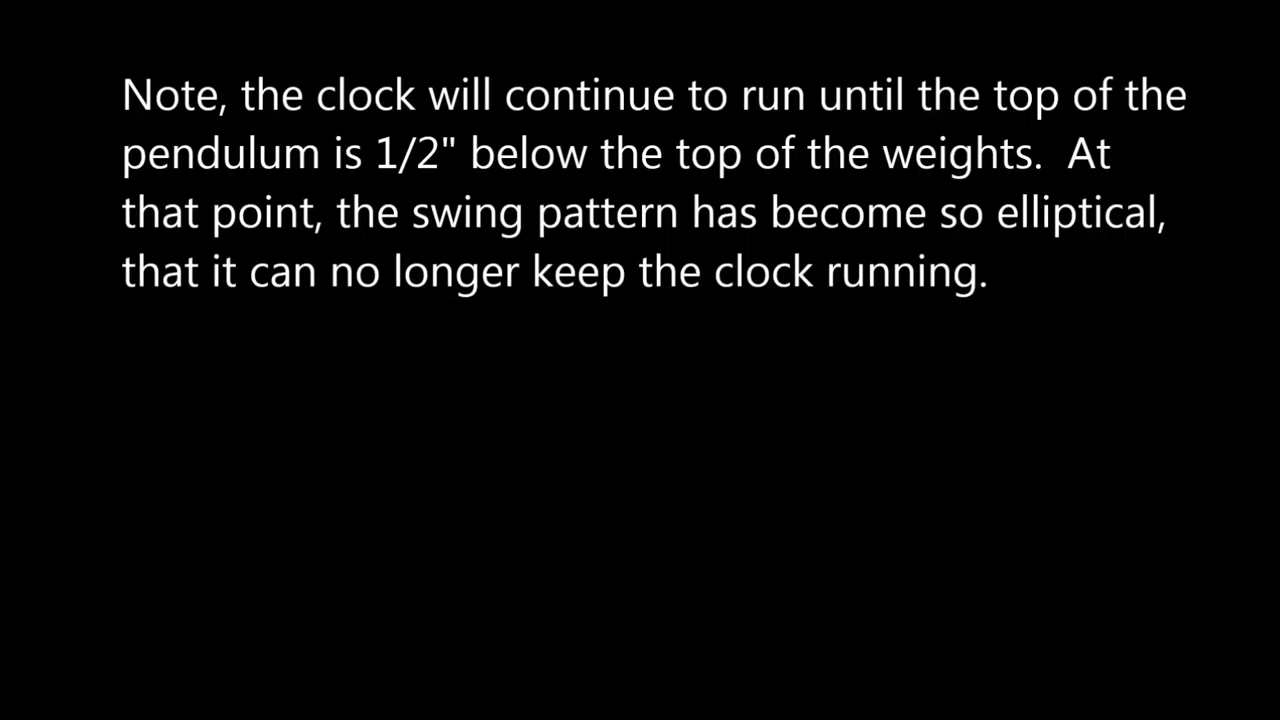 Note, the clock will continue to run until the top of the
pendulum is 1/2" below the top of the weights.  At
that point, the swing pattern has become so elliptical,
that it can no longer keep the clock running.